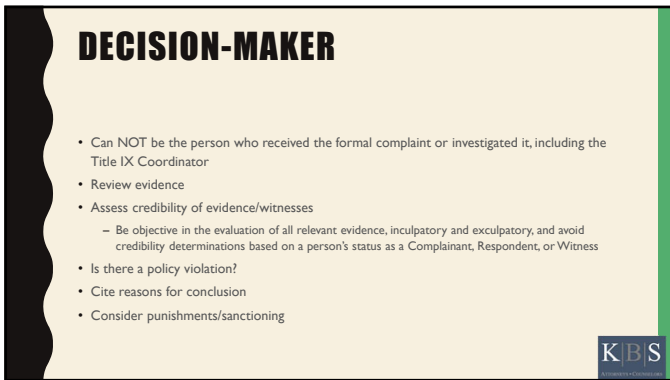 DECISION-MAKER
• Can NOT be the person who received the formal complaint or investigated it, including the
Title IX Coordinator
• Review evidence
• Assess credibility of evidence/witnesses
– Be objective in the evaluation of all relevant evidence, inculpatory and exculpatory, and avoid
credibility determinations based on a person's status as a Complainant, Respondent, or Witness
• Is there a policy violation?
• Cite reasons for conclusion
• Consider punishments/sanctioning
K|B|S
ATTORNEYS • COUNSELORS